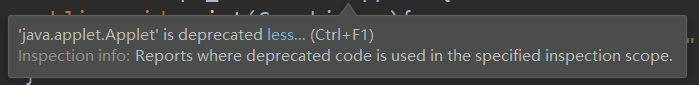 'java.applet.Applet' is deprecated less... (Ctrl+F1)
Inspection info: Reports where deprecated code is used in the specified inspection scope.